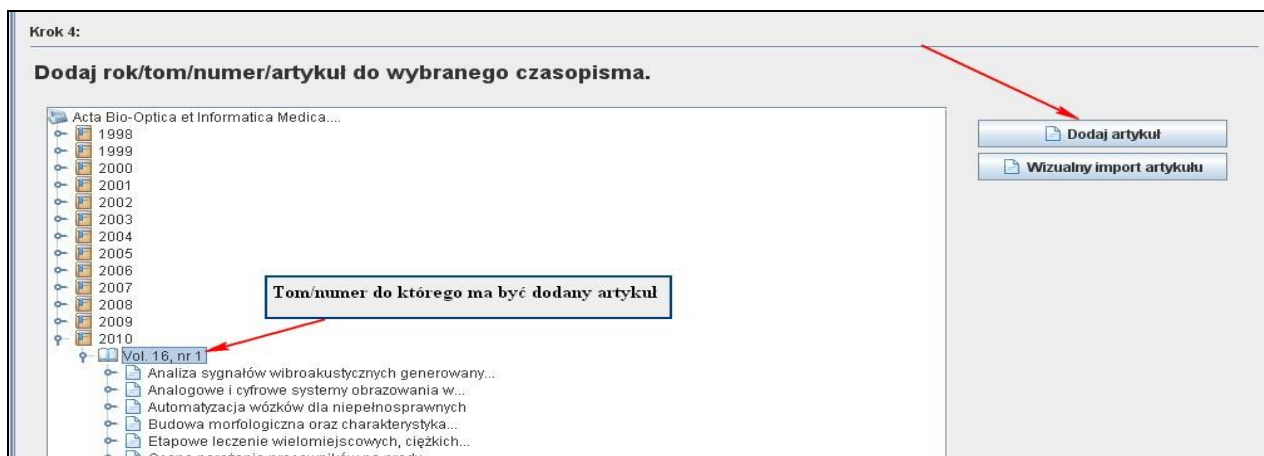 Krok 4:
Dodaj rok/tom/numer/artykuł do wybranego czasopisma.
Acta Bio-Optica et Informatica Medica....
1998
1999
2000
2001
2002
2003
2004
2005
2006
2007
2008
2009
2010
Vol. 16, nr 1
Analiza sygnałów wibroakustycznych generowany...
Analogowe i cyfrowe systemy obrazowania w...
Automatyzacja wózków dla niepełnosprawnych
Budowa morfologiczna oraz charakterystyka...
Etapowe leczenie wielomiejscowych, ciężkich...
Tom/numer do którego ma być dodany artykuł
Dodaj artykuł
Wizualny import artykułu